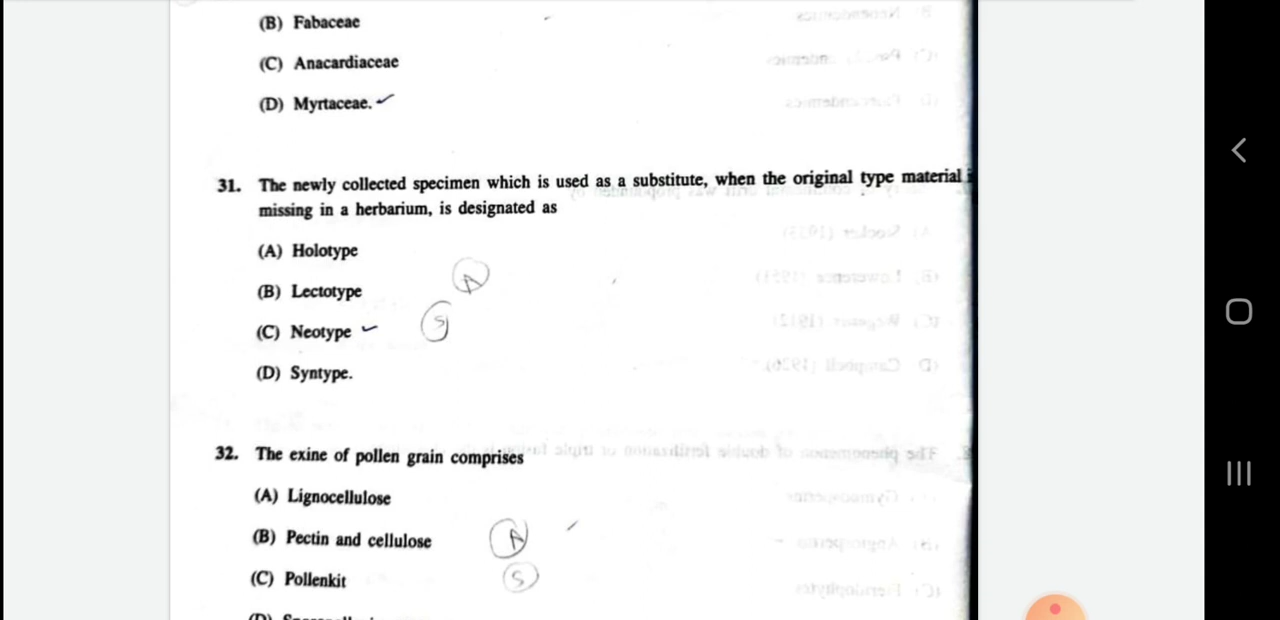 (B) Fabaceae
(C) Anacardiaceae
(D) Myrtaceae.
31. The newly collected specimen which is used as a substitute, when the original type material
missing in a herbarium, is designated as
(A) Holotype
(B) Lectotype
A
(C) Neotype
S
(D) Syntype.
32. The exine of pollen grain comprises
(A) Lignocellulose
(B) Pectin and cellulose
A
(C) Pollenkit
S